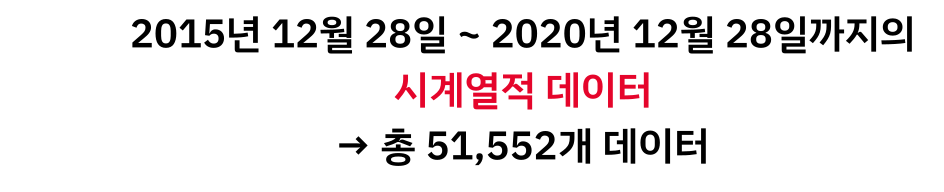 2015년 12월 28일 ~ 2020년 12월 28일까지의
시계열적 데이터
→ 총 51,552개 데이터